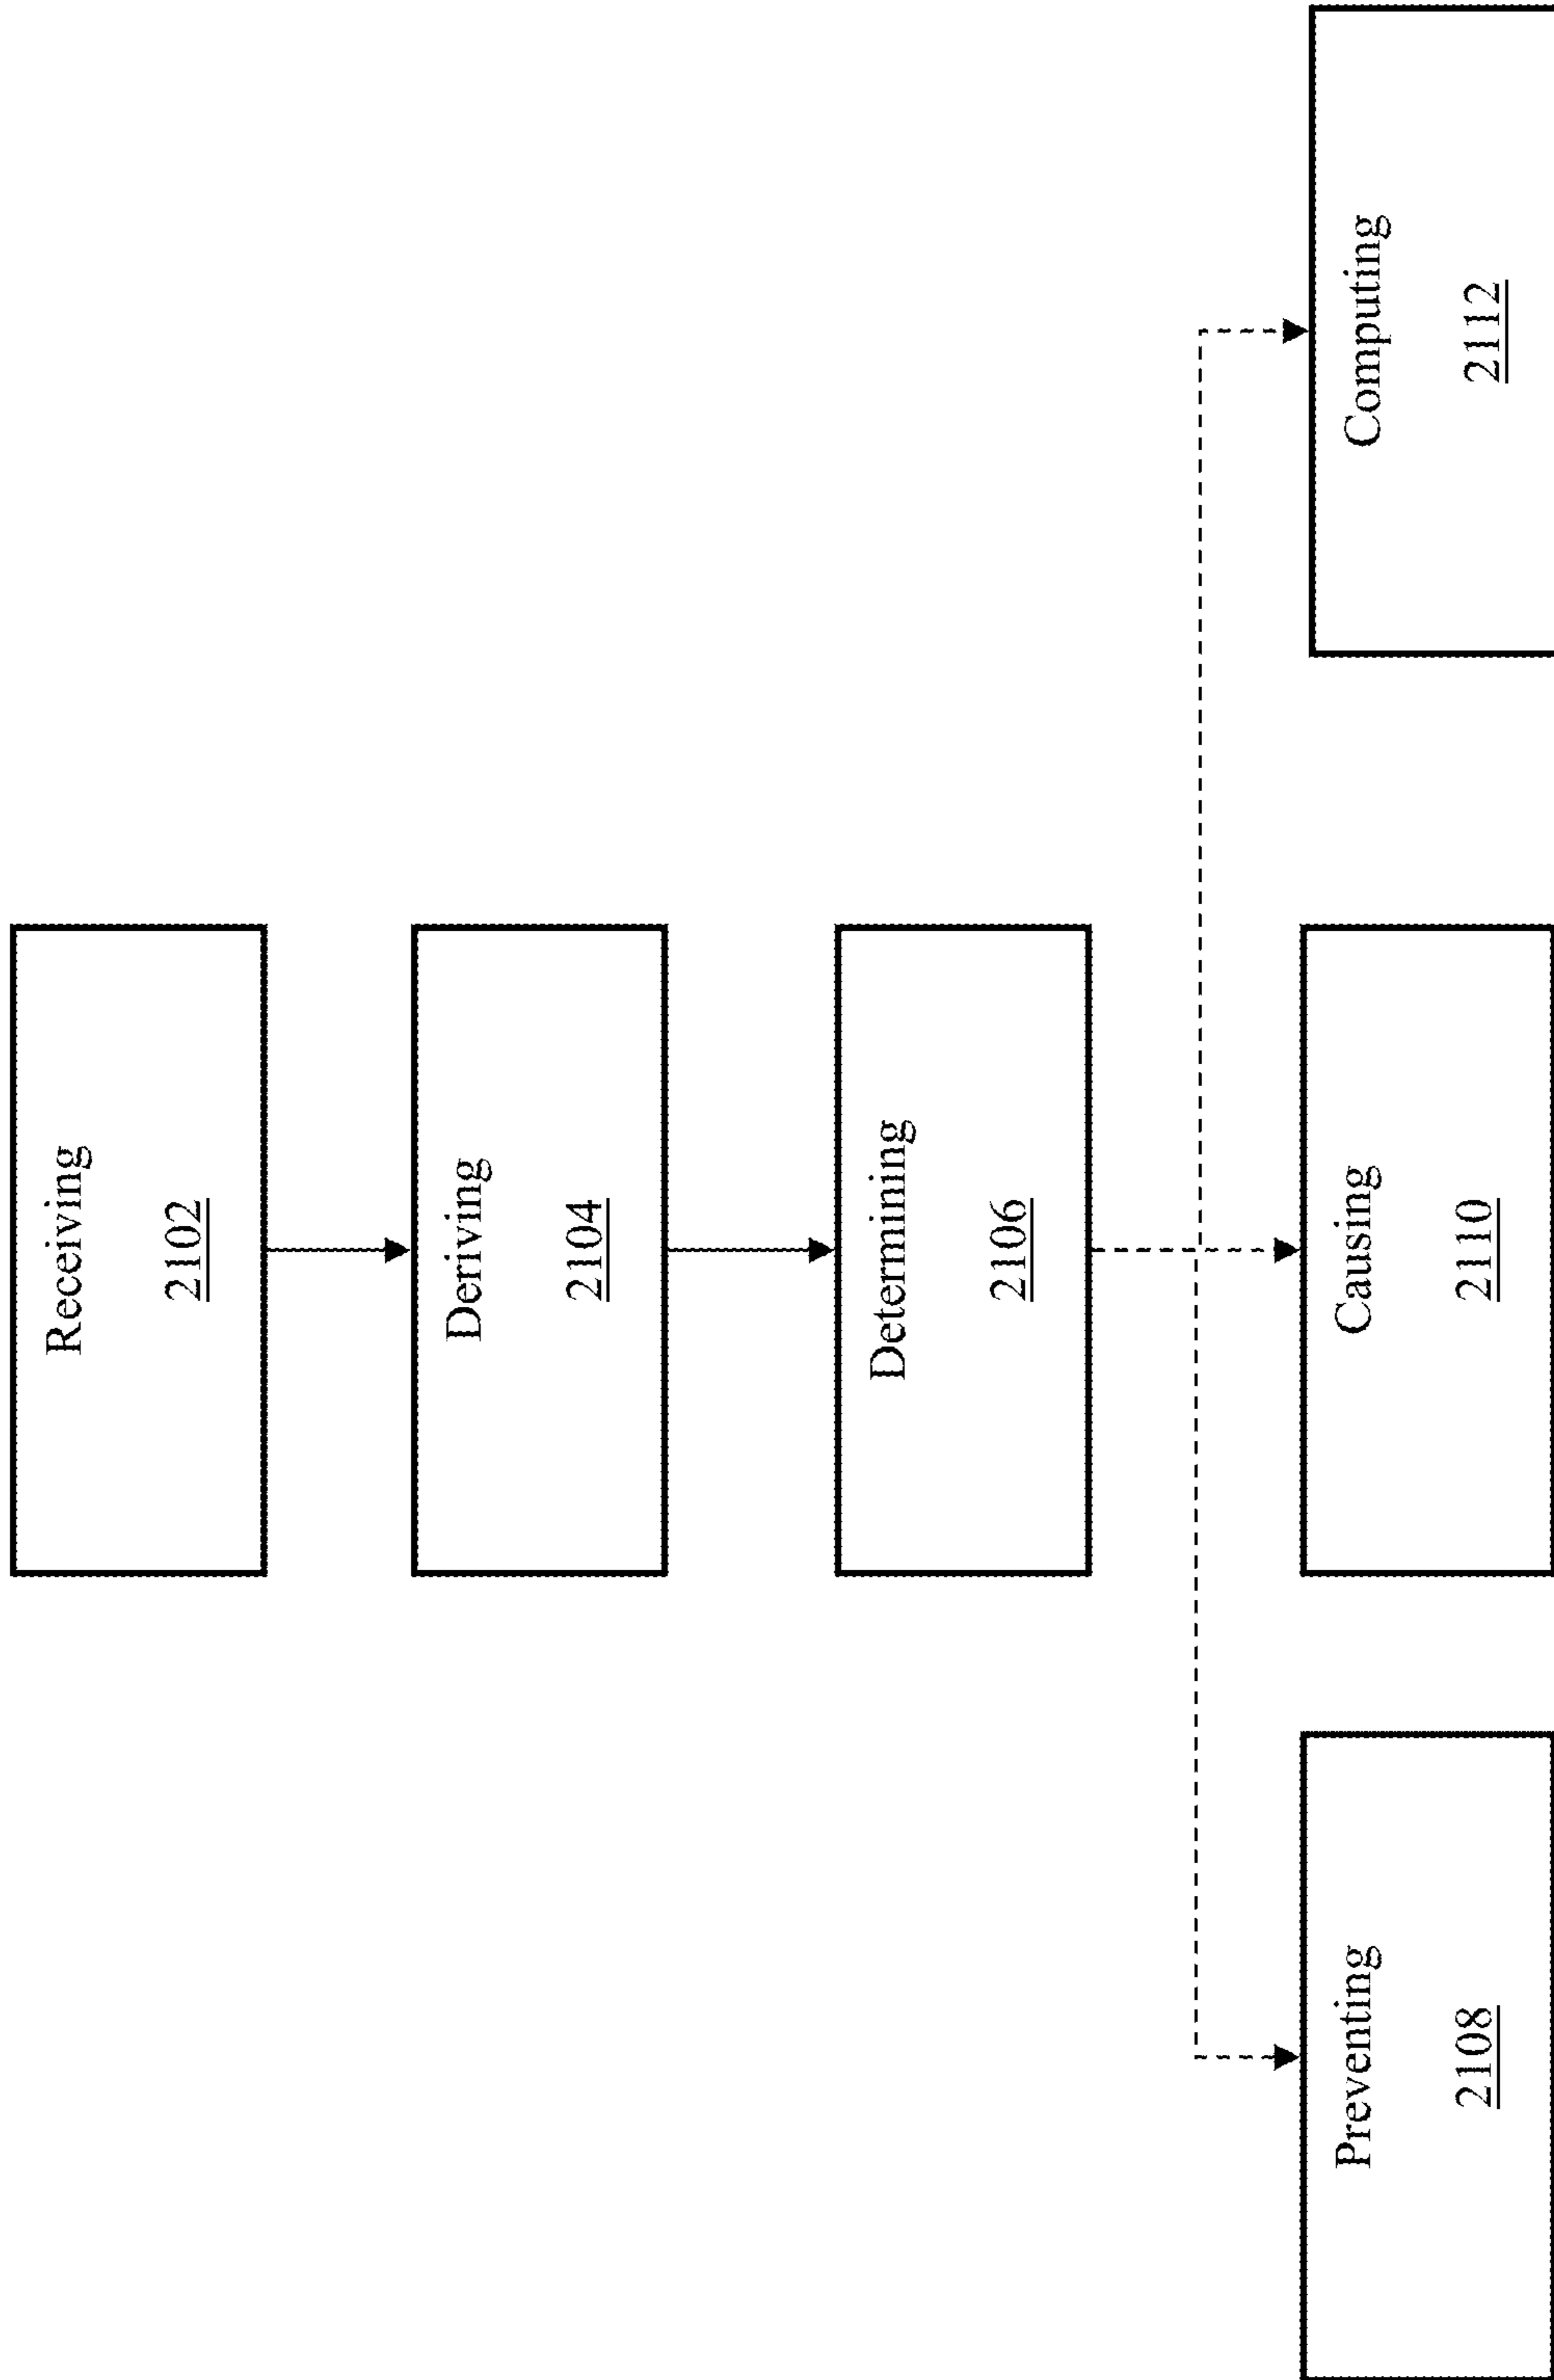 Receiving
2102
Deriving
2104
Determining
2106
Preventing
2108
Causing
2110
Computing
2112